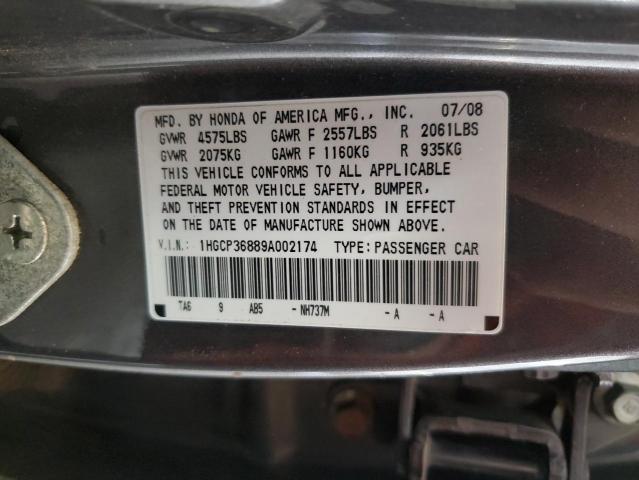 MFD. BY HONDA OF AMERICA MFG., INC. 07/08
GVWR 4575LBS GAWR F 2557LBS R 2061LBS
GVWR 2075KG GAWR F 1160KG R 935KG
THIS VEHICLE CONFORMS TO ALL APPLICABLE
FEDERAL MOTOR VEHICLE SAFETY, BUMPER,
AND THEFT PREVENTION STANDARDS IN EFFECT
ON THE DATE OF MANUFACTURE SHOWN ABOVE.
V.I.N.: 1HGCP36889A002174 TYPE: PASSENGER CAR
TA6 9 AB5 - NH737M - A - A